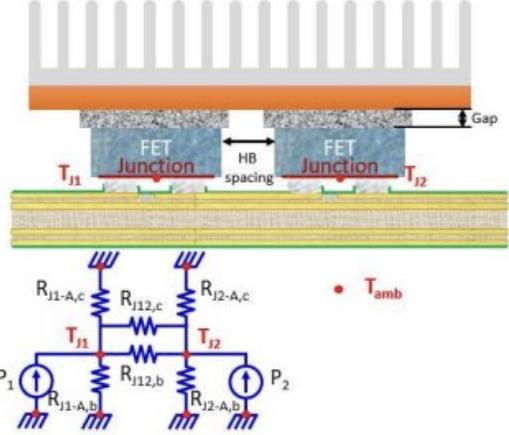 Gap
FET
Junction
FET
Junction
HB
spacing
TJ1
TJ2
RJ1-A,c
RJ2-A,c
Tamb
RJ12,c
TJ1
TJ2
RJ12,b
P1
P2
RJ1-A,b
RJ2-A,b